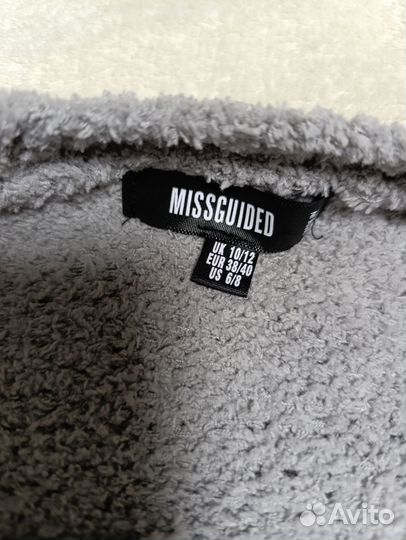 MISSGUIDED
UK 10/12
EUR 38/40
US 6/8
Avito